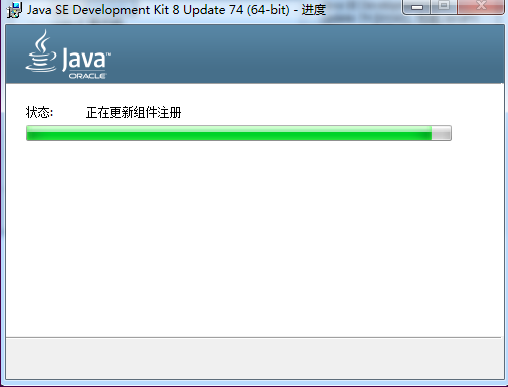 Java SE Development Kit 8 Update 74 (64-bit) - 进度
Java™
ORACLE
状态: 正在更新组件注册